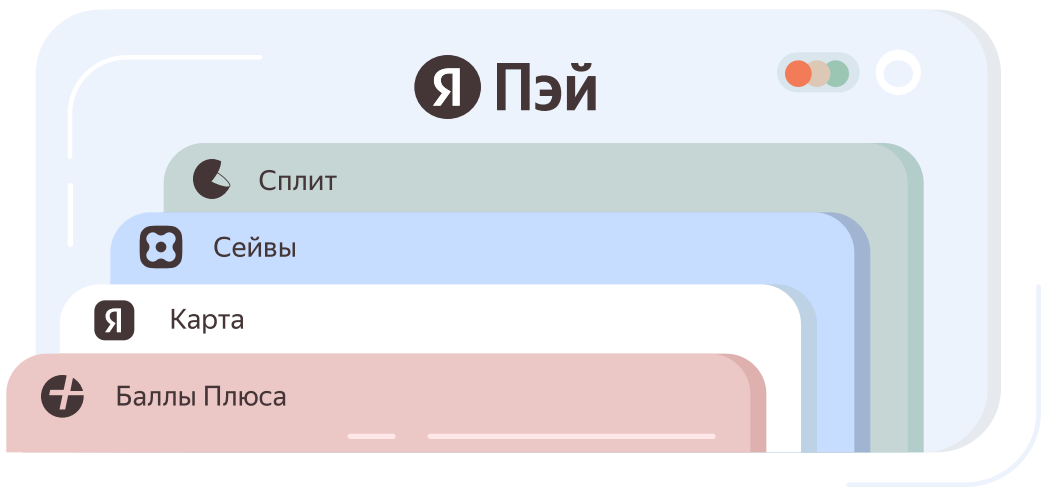 Я Пэй
Сплит
Сейвы
Я Карта
Баллы Плюса